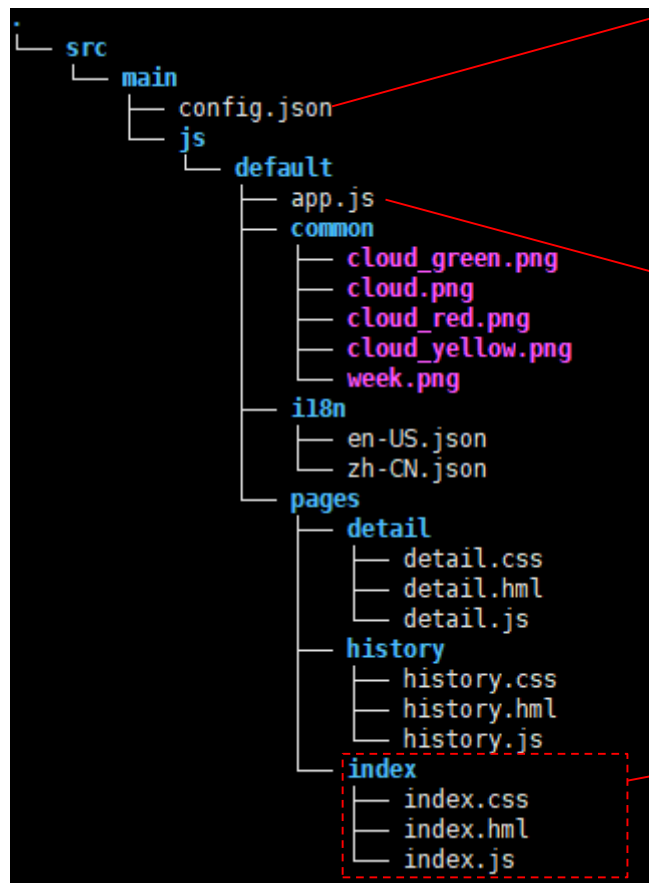 .
└── src
    └── main
        ├── config.json
        └── js
            └── default
                ├── app.js
                ├── common
                │   ├── cloud_green.png
                │   ├── cloud.png
                │   ├── cloud_red.png
                │   ├── cloud_yellow.png
                │   └── week.png
                ├── i18n
                │   ├── en-US.json
                │   └── zh-CN.json
                └── pages
                    ├── detail
                    │   ├── detail.css
                    │   ├── detail.hml
                    │   └── detail.js
                    ├── history
                    │   ├── history.css
                    │   ├── history.hml
                    │   └── history.js
                    └── index
                        ├── index.css
                        ├── index.hml
                        └── index.js